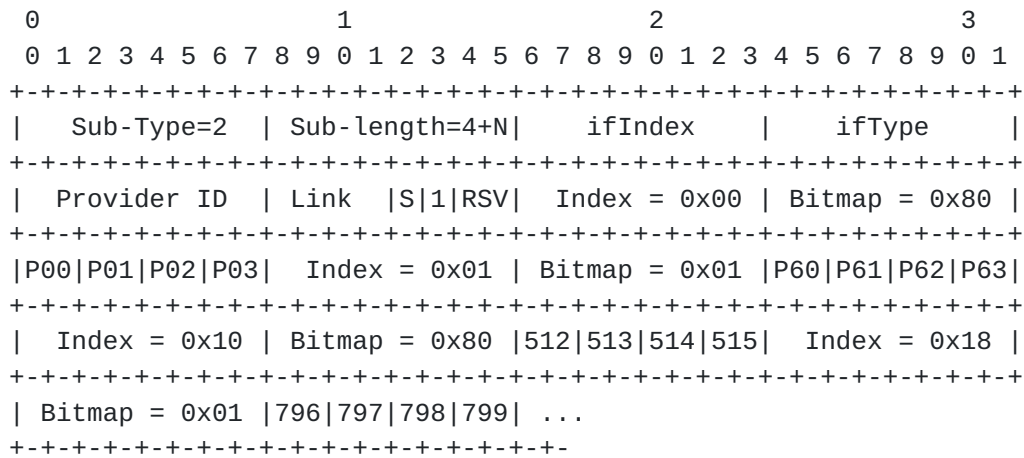 0                   1                   2                   3
 0 1 2 3 4 5 6 7 8 9 0 1 2 3 4 5 6 7 8 9 0 1 2 3 4 5 6 7 8 9 0 1
+-+-+-+-+-+-+-+-+-+-+-+-+-+-+-+-+-+-+-+-+-+-+-+-+-+-+-+-+-+-+-+-+
|   Sub-Type=2  | Sub-length=4+N|    ifIndex    |    ifType     |
+-+-+-+-+-+-+-+-+-+-+-+-+-+-+-+-+-+-+-+-+-+-+-+-+-+-+-+-+-+-+-+-+
|  Provider ID  | Link  |S|1|RSV|  Index = 0x00 | Bitmap = 0x80 |
+-+-+-+-+-+-+-+-+-+-+-+-+-+-+-+-+-+-+-+-+-+-+-+-+-+-+-+-+-+-+-+-+
|P00|P01|P02|P03|  Index = 0x01 | Bitmap = 0x01 |P60|P61|P62|P63|
+-+-+-+-+-+-+-+-+-+-+-+-+-+-+-+-+-+-+-+-+-+-+-+-+-+-+-+-+-+-+-+-+
|  Index = 0x10 | Bitmap = 0x80 |512|513|514|515|  Index = 0x18 |
+-+-+-+-+-+-+-+-+-+-+-+-+-+-+-+-+-+-+-+-+-+-+-+-+-+-+-+-+-+-+-+-+
| Bitmap = 0x01 |796|797|798|799| ...
+-+-+-+-+-+-+-+-+-+-+-+-+-+-+-+-+-+-